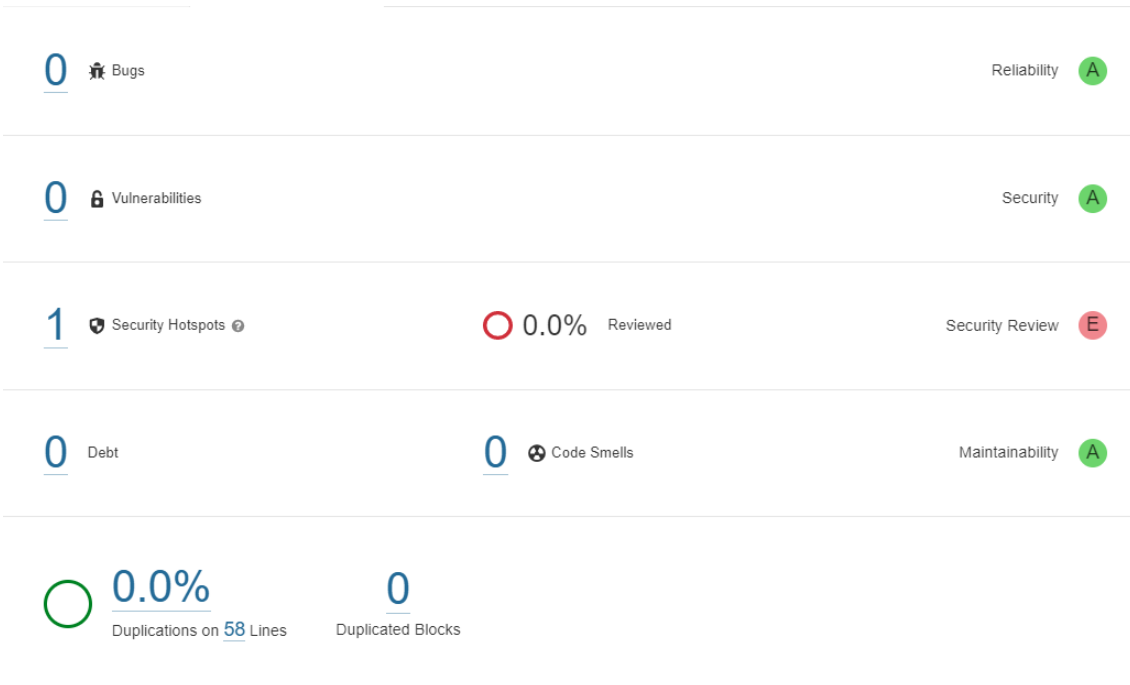 0 Bugs Reliability A
0 Vulnerabilities Security A
1 Security Hotspots ? 0.0% Reviewed Security Review E
0 Debt 0 Code Smells Maintainability A
0.0% 0
Duplications on 58 Lines Duplicated Blocks